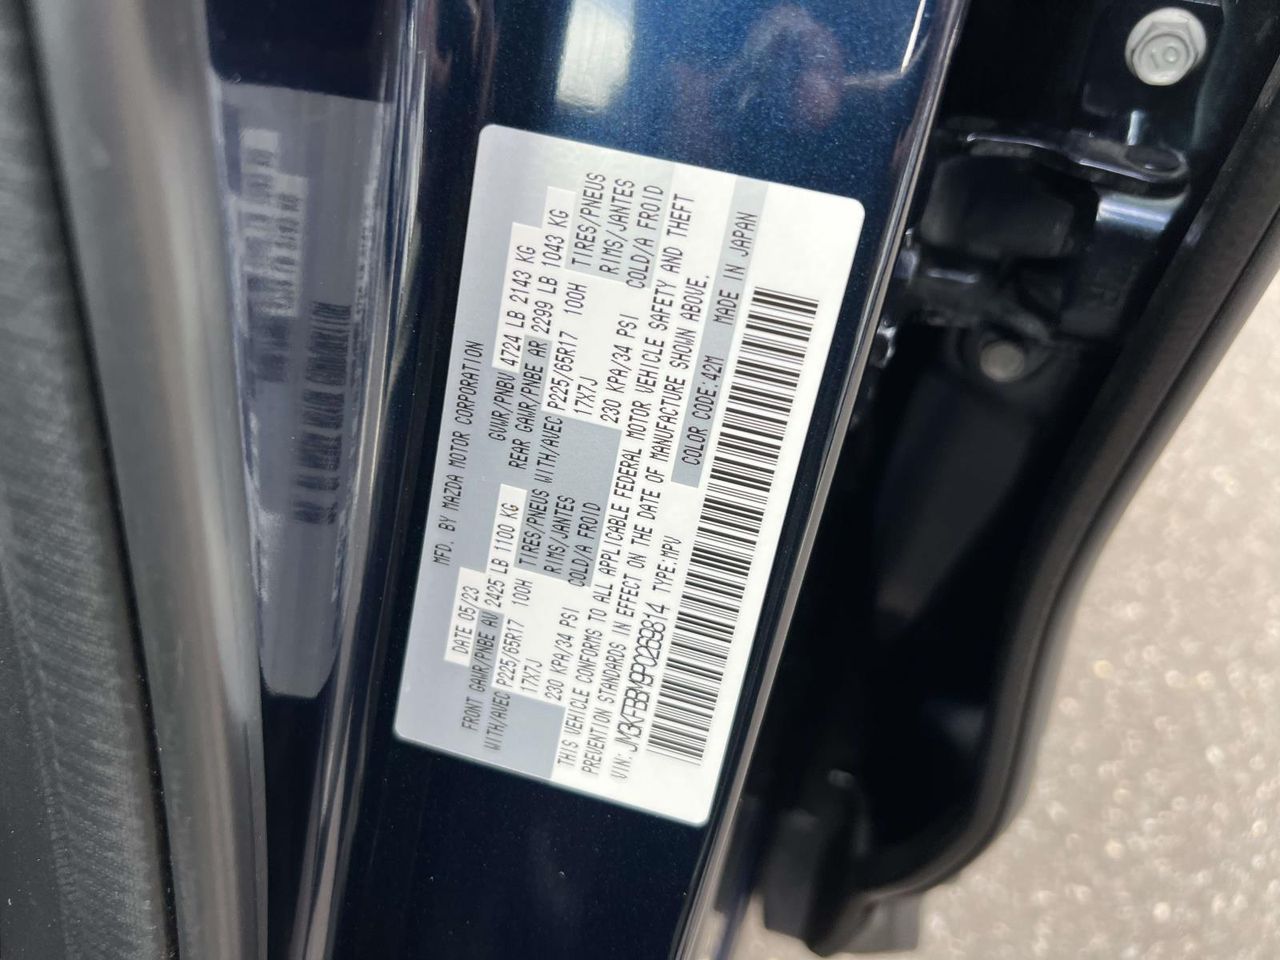 MFD. BY MAZDA MOTOR CORPORATION
DATE 05/23 GVWR/PNBV 4724 LB 2143 KG
FRONT GAWR/PNBE AV 2425 LB 1100 KG REAR GAWR/PNBE AR 2299 LB 1043 KG
WITH/AVEC P225/65R17 100H TIRES/PNEUS WITH/AVEC P225/65R17 100H TIRES/PNEUS
17X7J RIMS/JANTES 17X7J RIMS/JANTES
230 KPA/34 PSI COLD/A FROID 230 KPA/34 PSI COLD/A FROID
THIS VEHICLE CONFORMS TO ALL APPLICABLE FEDERAL MOTOR VEHICLE SAFETY AND THEFT
PREVENTION STANDARDS IN EFFECT ON THE DATE OF MANUFACTURE SHOWN ABOVE.
VIN: JM3KFBBM9P0269814 TYPE:MPV COLOR CODE:42M MADE IN JAPAN
10